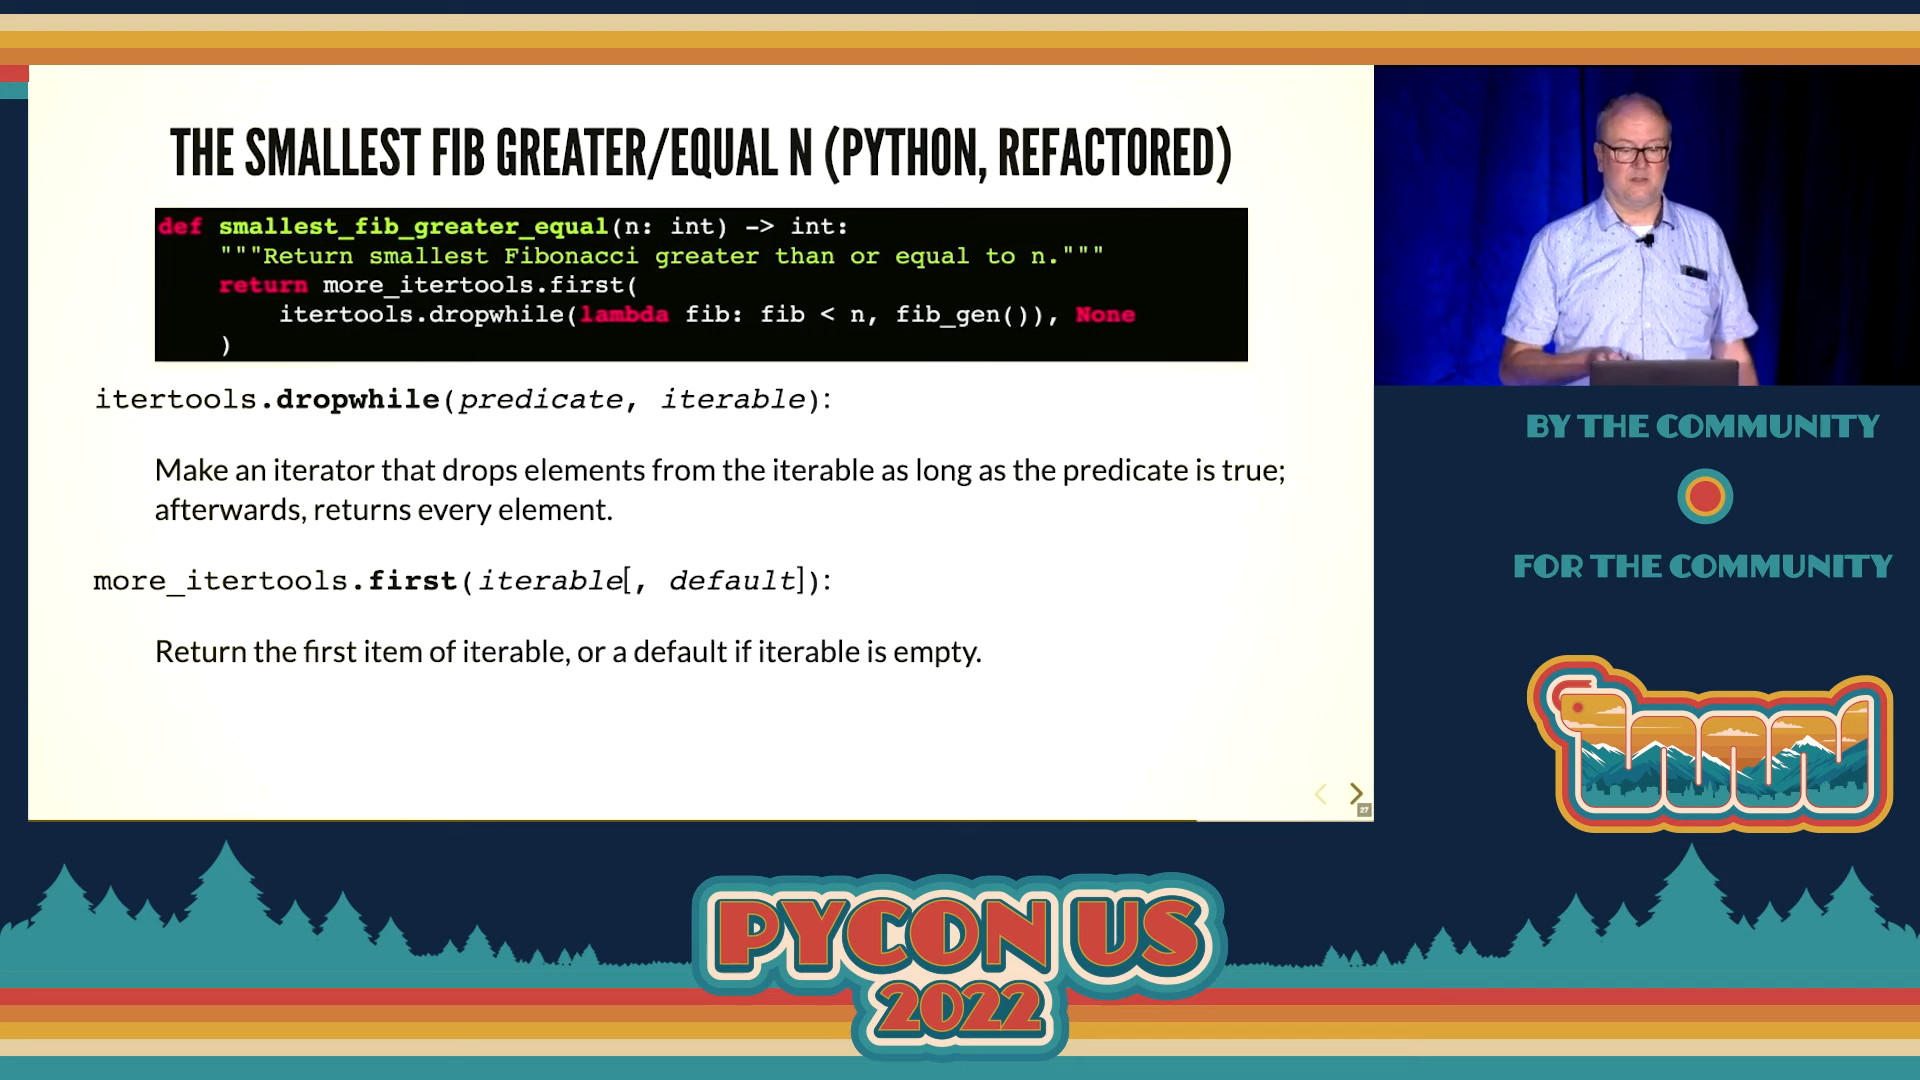 THE SMALLEST FIB GREATER/EQUAL N (PYTHON, REFACTORED)
def smallest_fib_greater_equal(n: int) -> int:
"""Return smallest Fibonacci greater than or equal to n."""
return more_itertools.first(
itertools.dropwhile(lambda fib: fib < n, fib_gen()), None
)
itertools.dropwhile(predicate, iterable):
Make an iterator that drops elements from the iterable as long as the predicate is true;
afterwards, returns every element.
more_itertools.first(iterable[, default]):
Return the first item of iterable, or a default if iterable is empty.
27
BY THE COMMUNITY
FOR THE COMMUNITY
PYCON US
2022